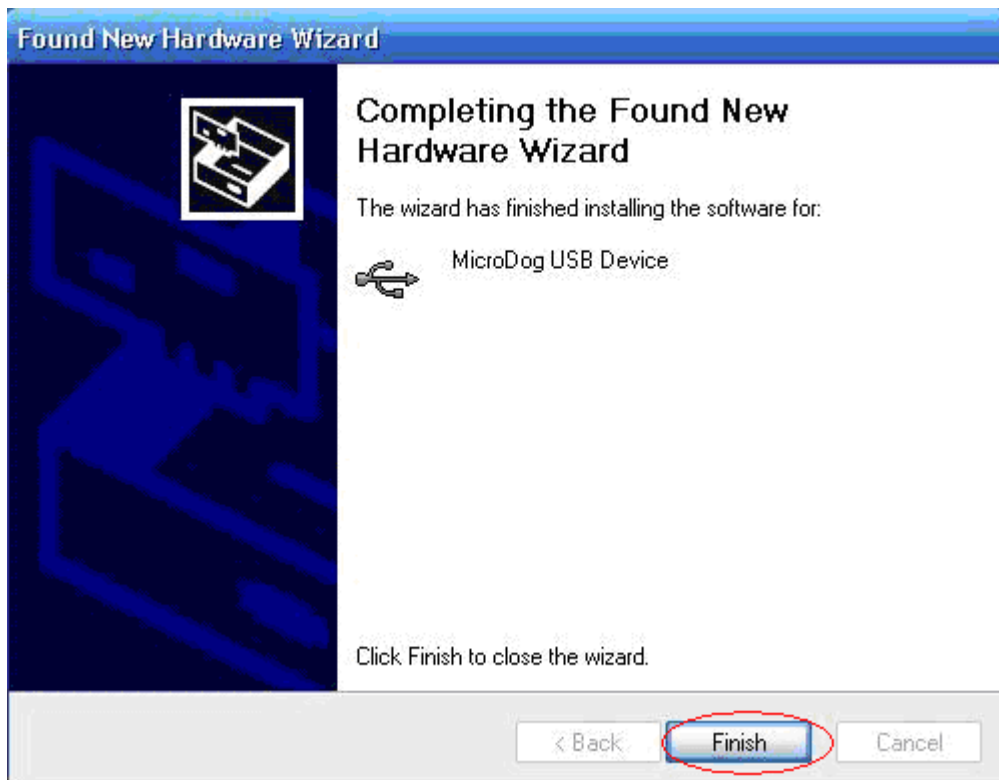 Found New Hardware Wizard
Completing the Found New
Hardware Wizard
The wizard has finished installing the software for:
MicroDog USB Device
Click Finish to close the wizard.
< Back Finish Cancel